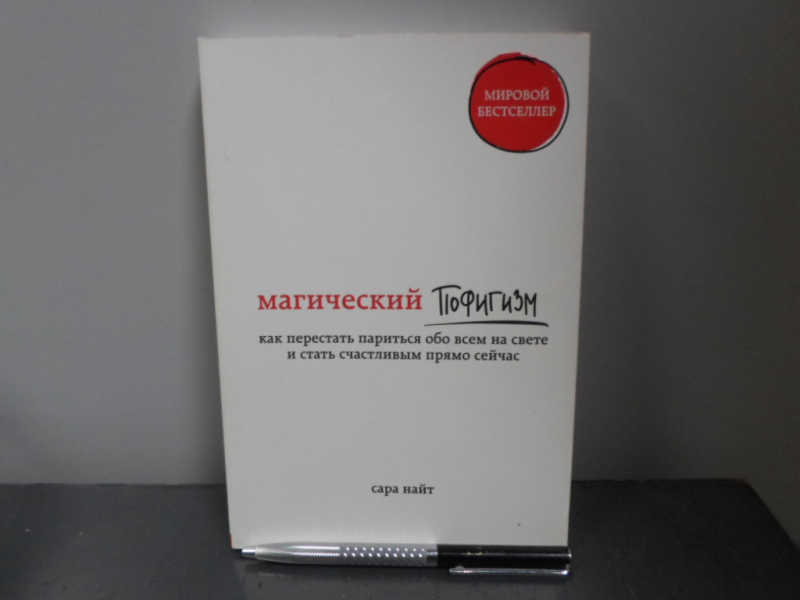 МИРОВОЙ
БЕСТСЕЛЛЕР
магический ПОФИГИЗМ
как перестать париться обо всем на свете
и стать счастливым прямо сейчас
сара найт